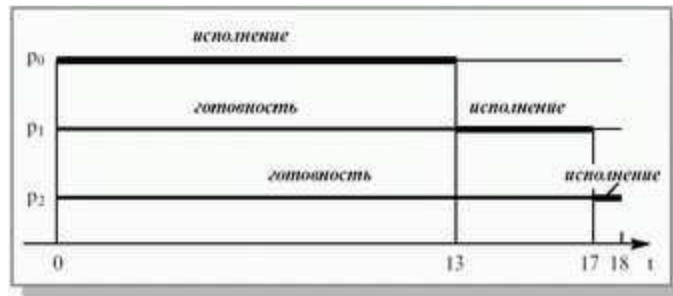 исполнение
p₀
готовность исполнение
p₁
готовность исполнение
p₂
0 13 17 18 t